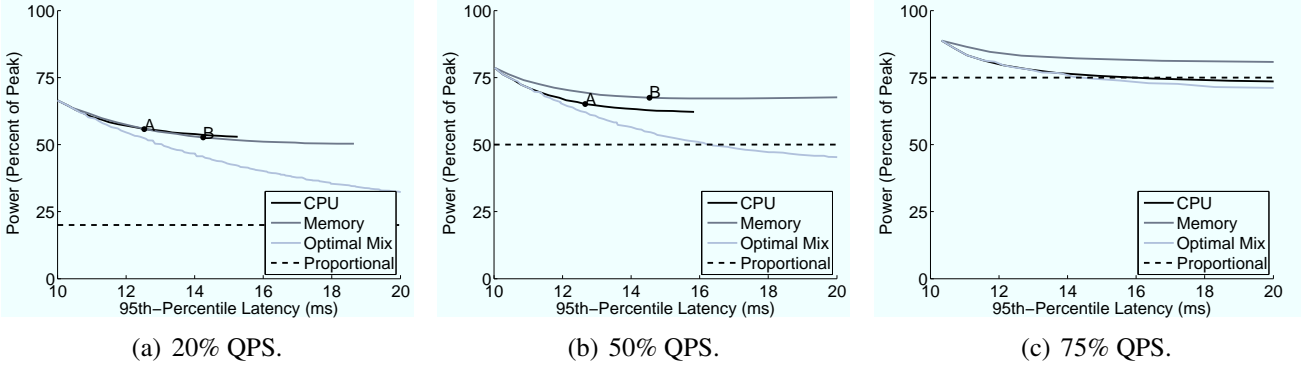 100
75
50
25
0
Power (Percent of Peak)
A
B
CPU
Memory
Optimal Mix
Proportional
10 12 14 16 18 20
95th-Percentile Latency (ms)
(a) 20% QPS.
100
75
50
25
0
Power (Percent of Peak)
A
B
CPU
Memory
Optimal Mix
Proportional
10 12 14 16 18 20
95th-Percentile Latency (ms)
(b) 50% QPS.
100
75
50
25
0
Power (Percent of Peak)
CPU
Memory
Optimal Mix
Proportional
10 12 14 16 18 20
95th-Percentile Latency (ms)
(c) 75% QPS.